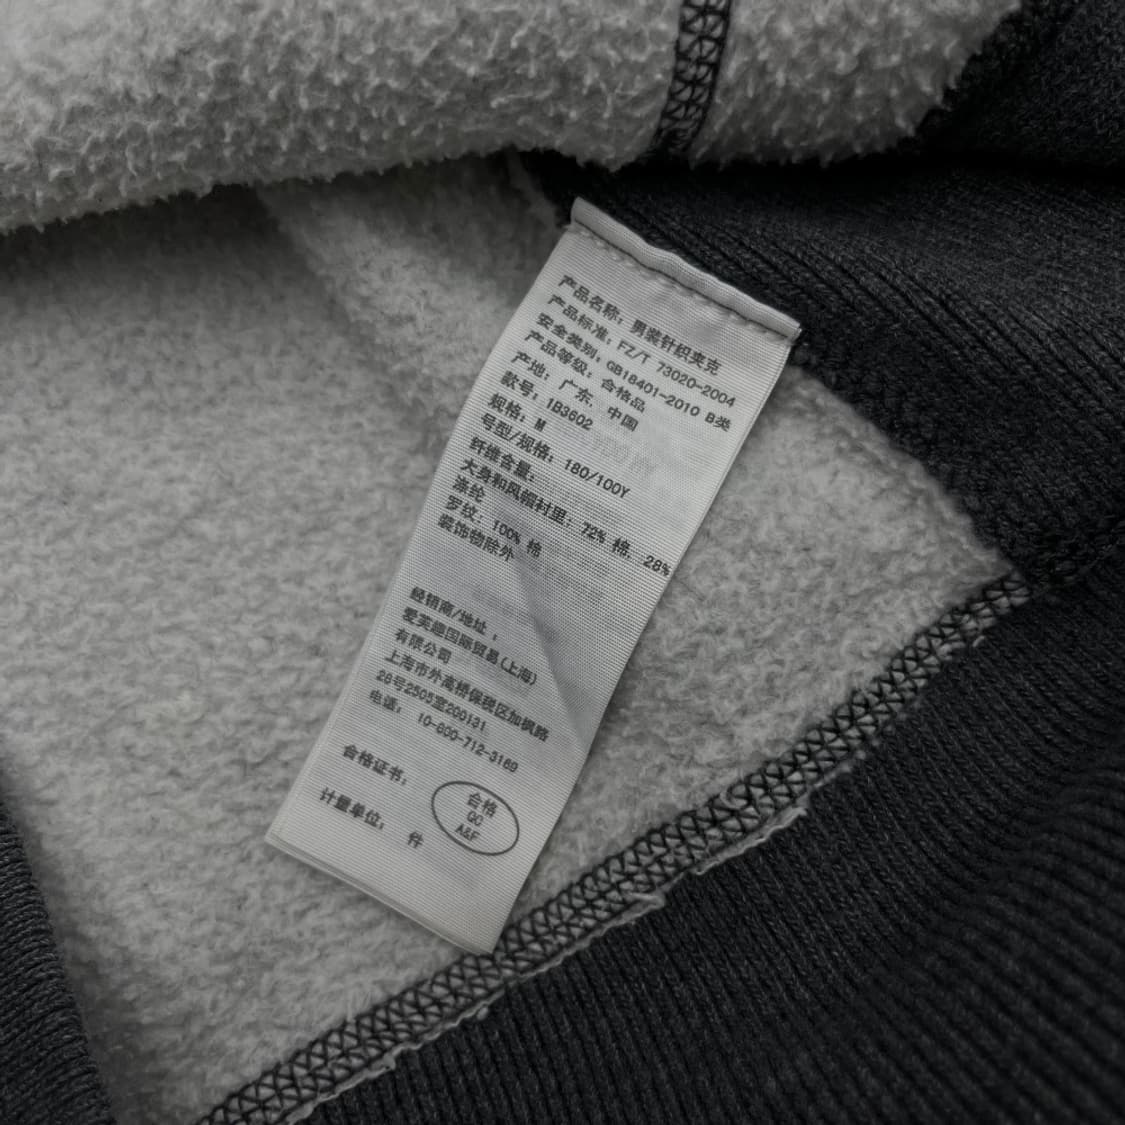 产品名称：男装针织夹克
产品标准：FZ/T 73020-2004
安全类别：GB18401-2010 B类
产品等级：合格品
产地：广东，中国
款号：1B3602
规格：M
号型/规格：180/100Y
纤维含量：
大身和风帽衬里：72% 棉，28%
涤纶
罗纹：100% 棉
装饰物除外
经销商/地址：
爱芙趣国际贸易(上海)
有限公司
上海市外高桥保税区加枫路
28号2505室200131
电话： 10-800-712-3169
合格证书：
合格
QC
A&F
计量单位： 件